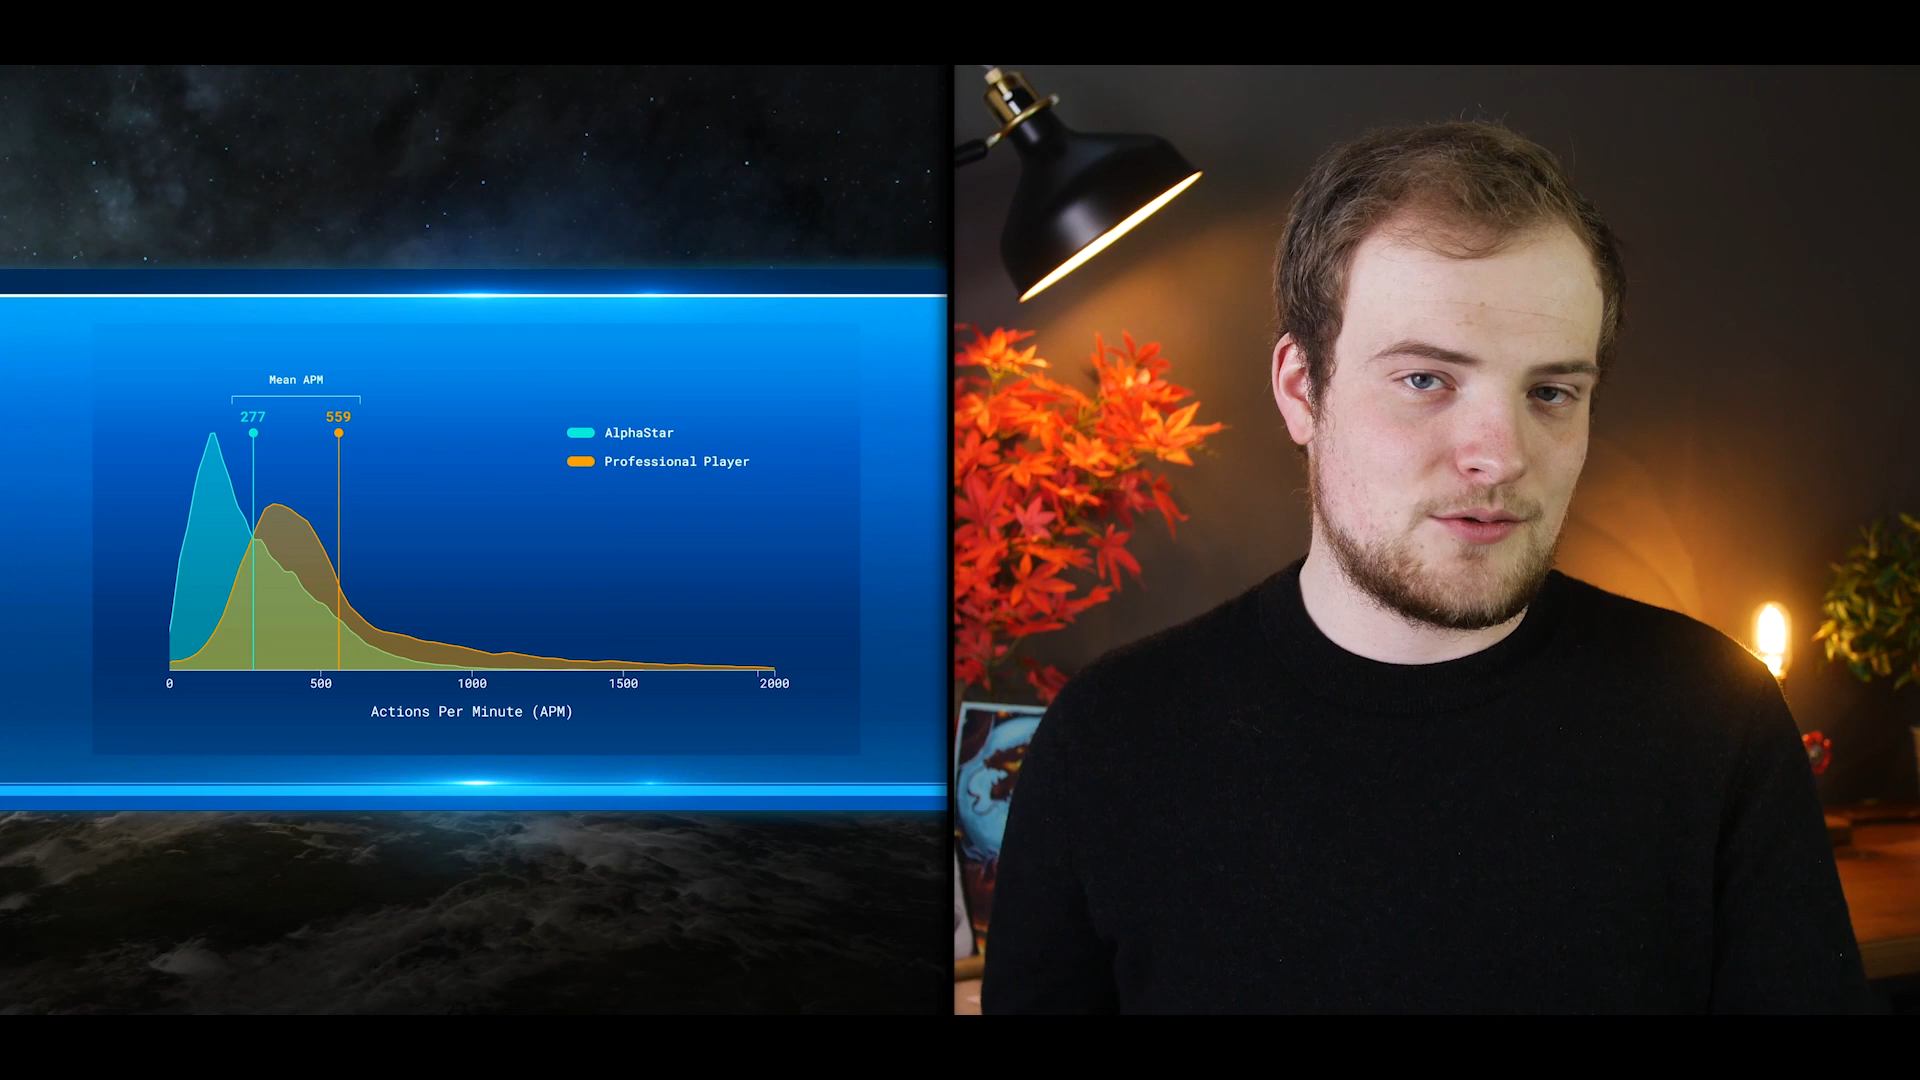 Mean APM
277 559
AlphaStar
Professional Player
0 500 1000 1500 2000
Actions Per Minute (APM)